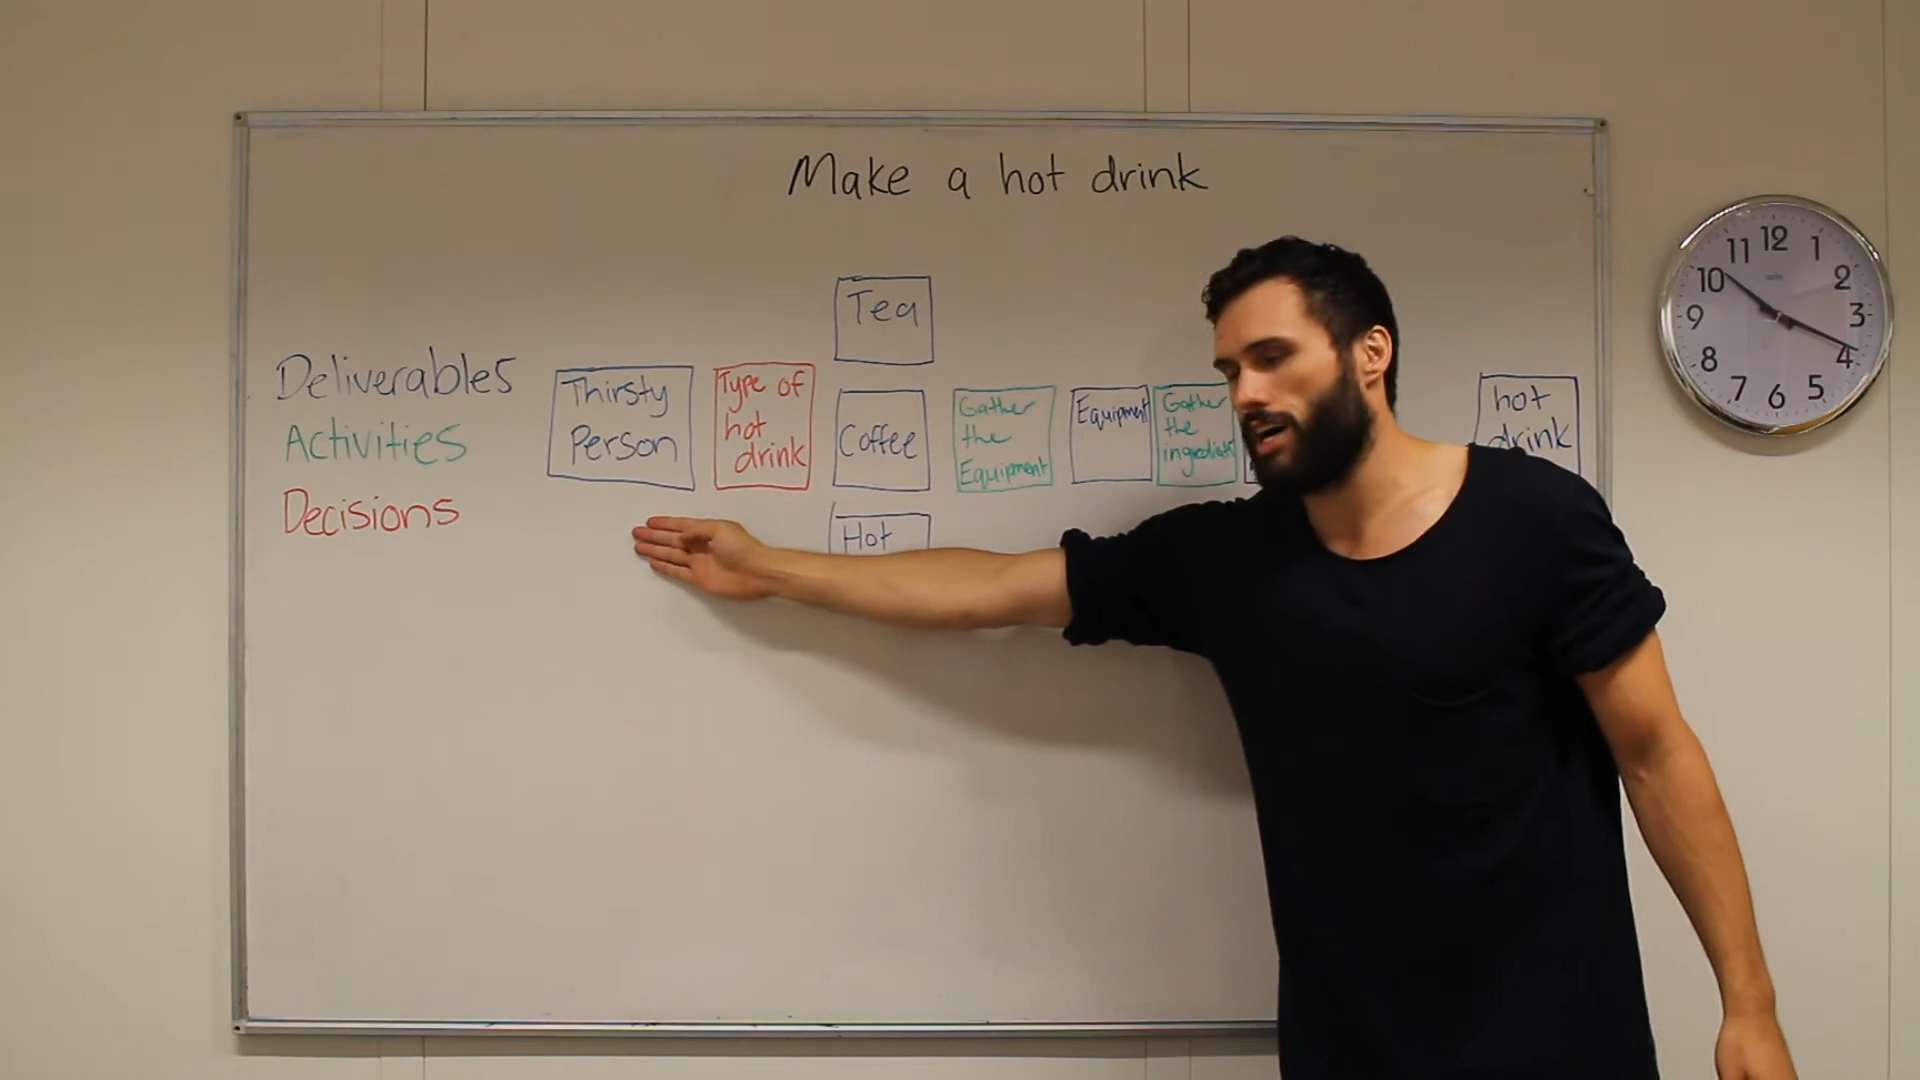 Make a hot drink
Tea
Deliverables
Activities
Decisions
Thirsty
Person
Type of
hot
drink
Coffee
Hot
Gather
the
Equipment
Equipment
Gather
the
ingredients
hot
drink
12
1
2
3
4
5
6
7
8
9
10
11